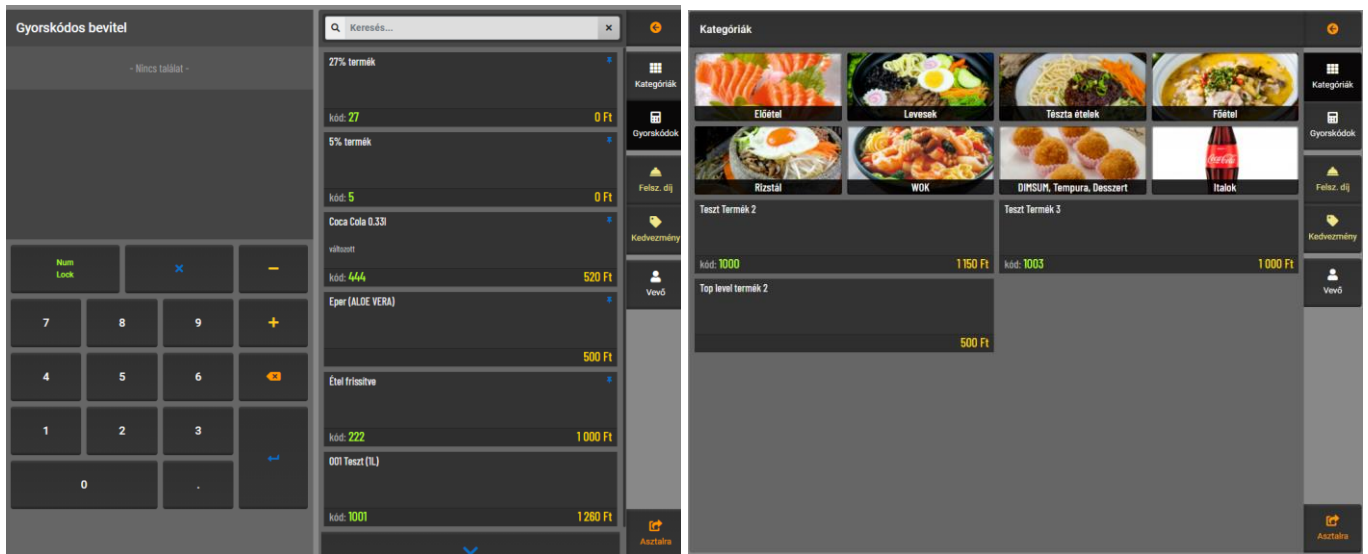 Gyorskódos bevitel
- Nincs találat -
Num
Lock
7
8
9
4
5
6
1
2
3
0
.
Keresés...
27% termék
kód: 27
0 Ft
5% termék
kód: 5
0 Ft
Coca Cola 0.33l
változott
kód: 444
520 Ft
Eper (ALOE VERA)
500 Ft
Étel frissitve
kód: 222
1 000 Ft
001 Teszt (1L)
kód: 1001
1 260 Ft
Kategóriák
Gyorskódok
Felsz. díj
Kedvezmény
Vevő
Asztalra
Kategóriák
Előétel
Levesek
Tészta ételek
Főétel
Rizstál
WOK
DIMSUM, Tempura, Desszert
Coca-Cola
Italok
Teszt Termék 2
kód: 1000
1 150 Ft
Teszt Termék 3
kód: 1003
1 000 Ft
Top level termék 2
500 Ft
Kategóriák
Gyorskódok
Felsz. díj
Kedvezmény
Vevő
Asztalra